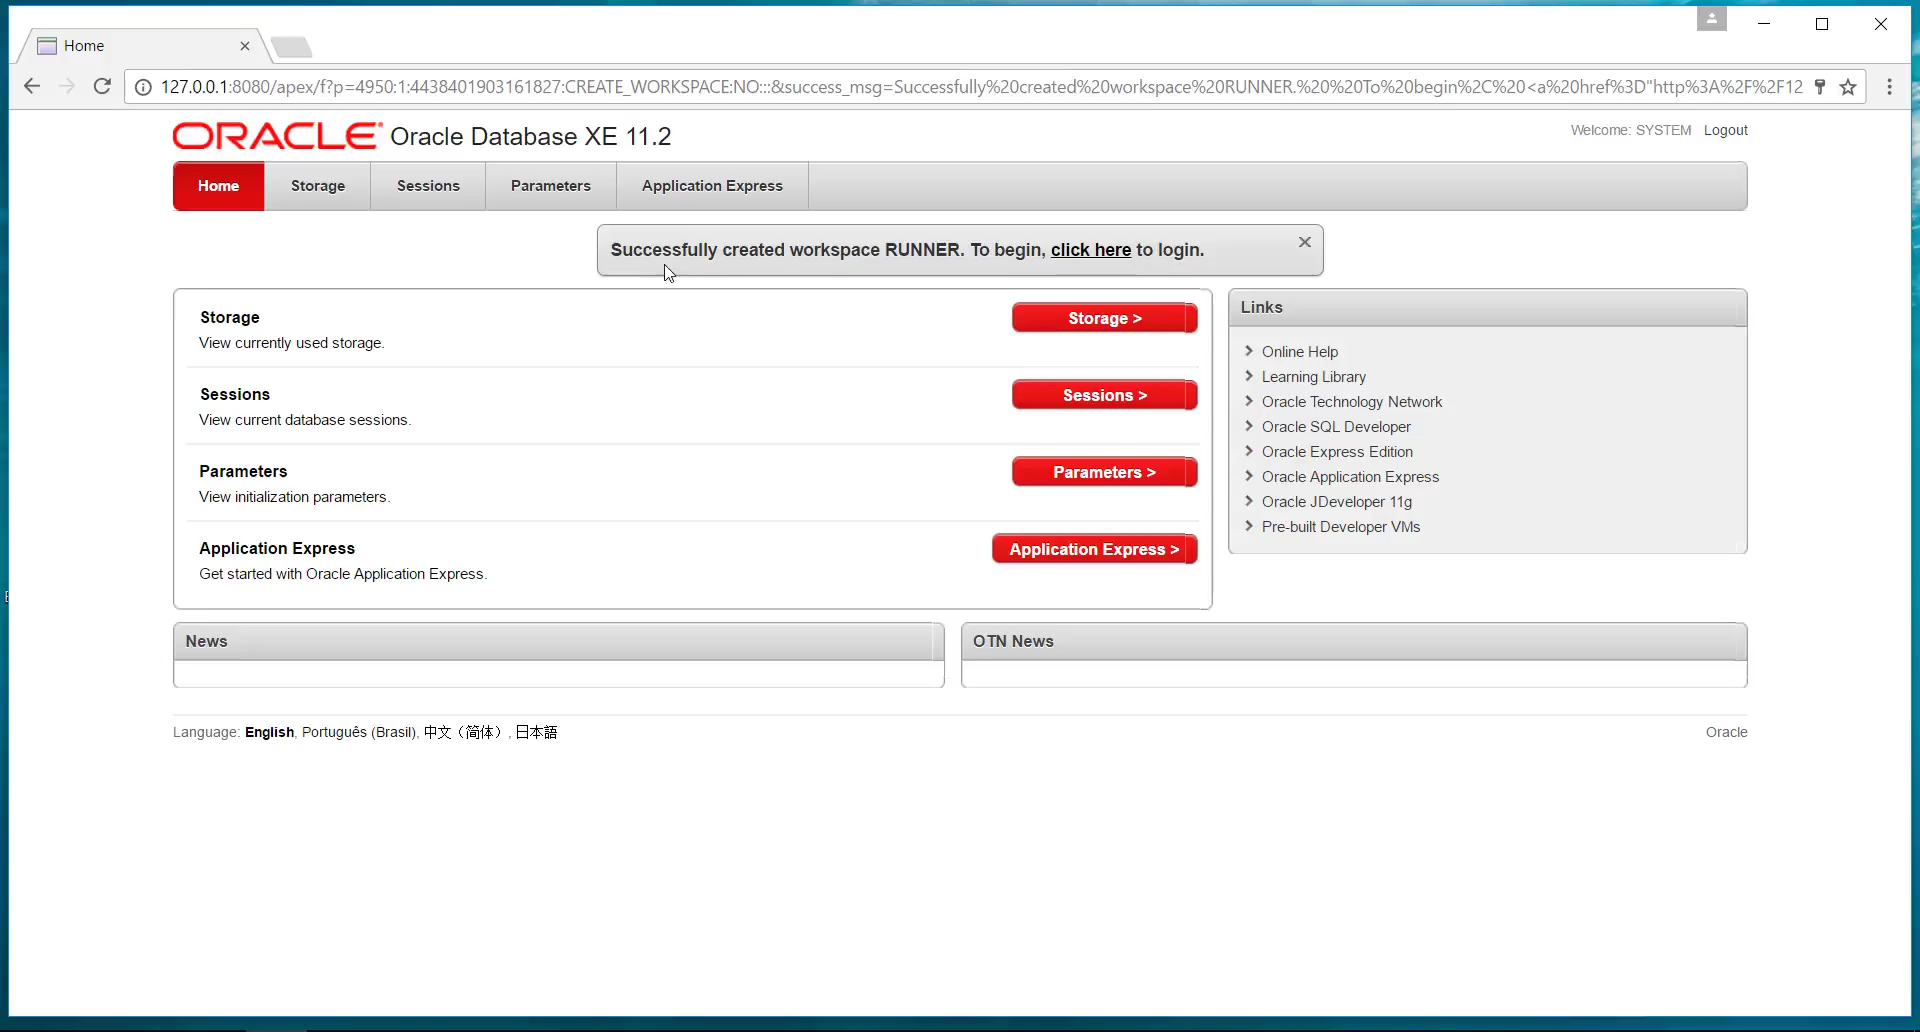 Home
127.0.0.1:8080/apex/f?p=4950:1:4438401903161827:CREATE_WORKSPACE:NO:::&success_msg=Successfully%20created%20workspace%20RUNNER.%20%20To%20begin%2C%20<a%20href%3D"http%3A%2F%2F12
ORACLE Oracle Database XE 11.2
Welcome: SYSTEM Logout
Home Storage Sessions Parameters Application Express
Successfully created workspace RUNNER. To begin, click here to login.
Storage
View currently used storage.
Storage >
Sessions
View current database sessions.
Sessions >
Parameters
View initialization parameters.
Parameters >
Application Express
Get started with Oracle Application Express.
Application Express >
Links
Online Help
Learning Library
Oracle Technology Network
Oracle SQL Developer
Oracle Express Edition
Oracle Application Express
Oracle JDeveloper 11g
Pre-built Developer VMs
News
OTN News
Language: English, Português (Brasil), 中文（简体）, 日本語
Oracle